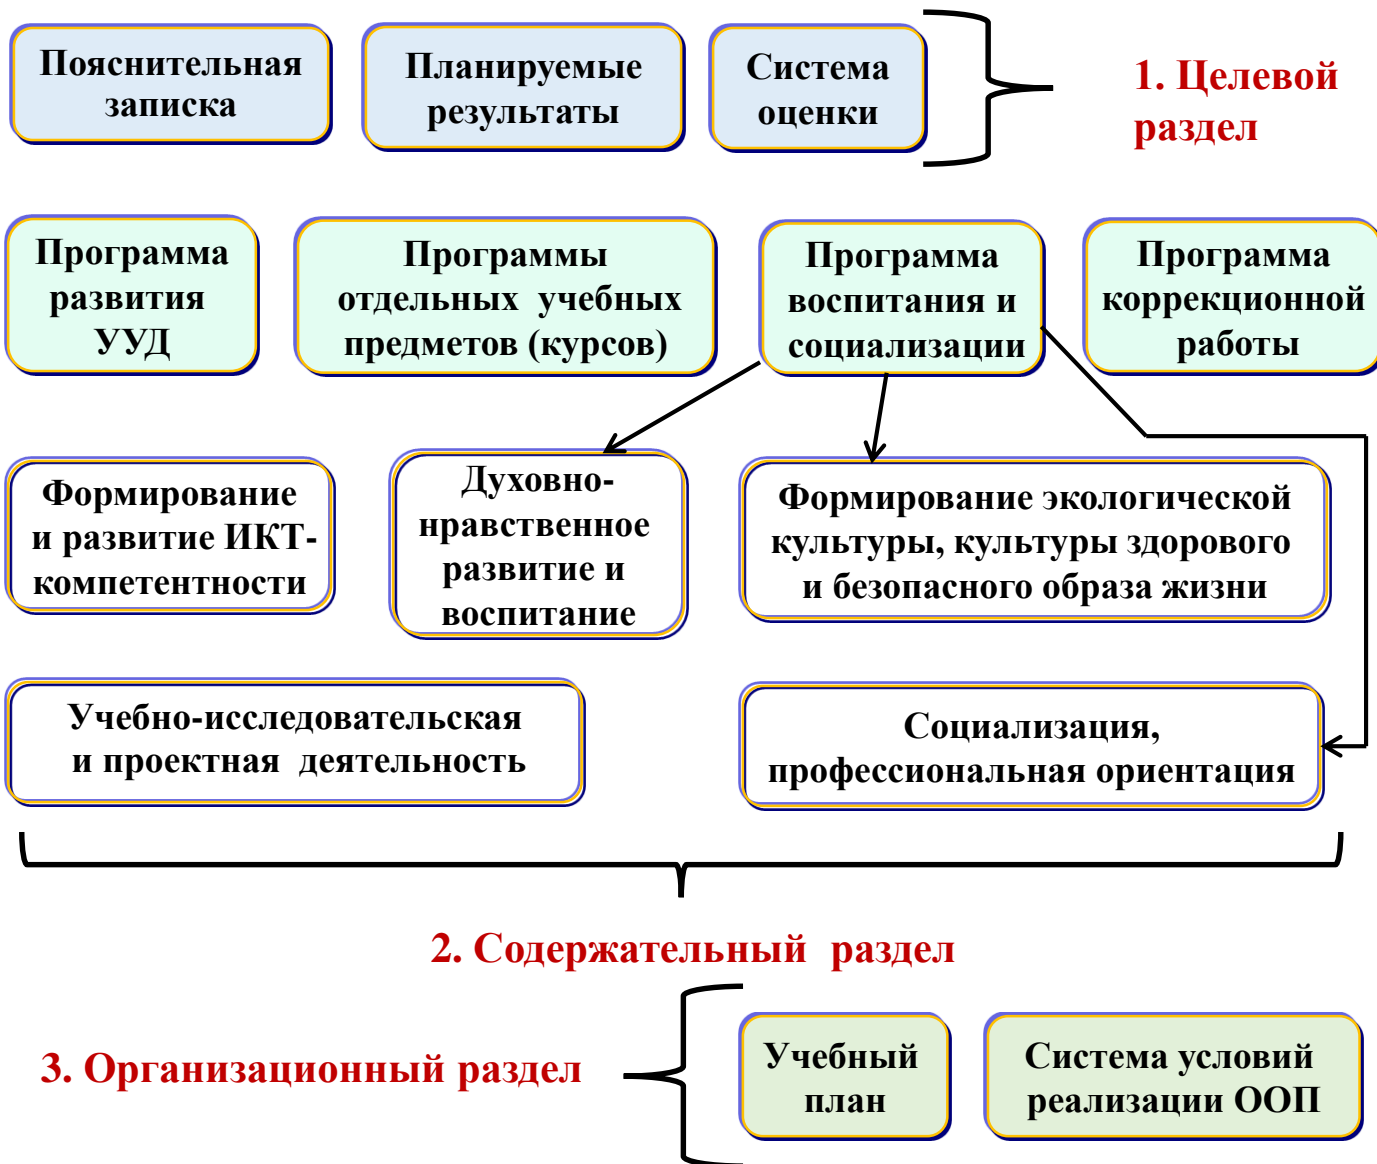 Пояснительная
записка
Планируемые
результаты
Система
оценки
1. Целевой
раздел
Программа
развития
УУД
Программы
отдельных учебных
предметов (курсов)
Программа
воспитания и
социализации
Программа
коррекционной
работы
Формирование
и развитие ИКТ-
компетентности
Духовно-
нравственное
развитие и
воспитание
Формирование экологической
культуры, культуры здорового
и безопасного образа жизни
Учебно-исследовательская
и проектная деятельность
Социализация,
профессиональная ориентация
2. Содержательный раздел
3. Организационный раздел
Учебный
план
Система условий
реализации ООП